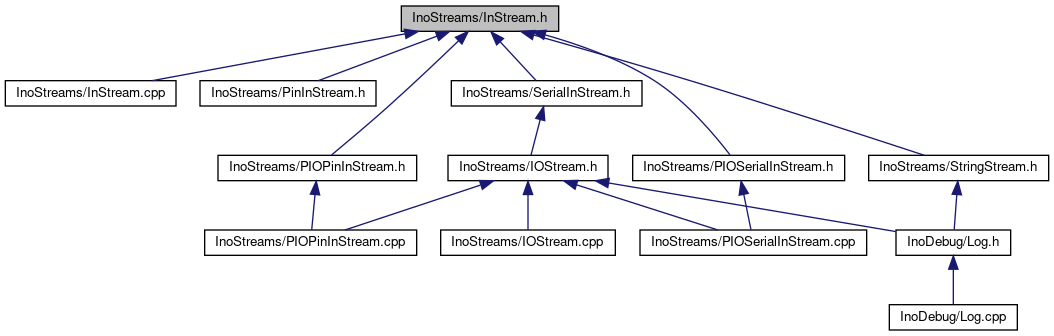 InoStreams/InStream.h
InoStreams/InStream.cpp
InoStreams/PinInStream.h
InoStreams/SerialInStream.h
InoStreams/PIOPinInStream.h
InoStreams/IOStream.h
InoStreams/PIOSerialInStream.h
InoStreams/StringStream.h
InoStreams/PIOPinInStream.cpp
InoStreams/IOStream.cpp
InoStreams/PIOSerialInStream.cpp
InoDebug/Log.h
InoDebug/Log.cpp